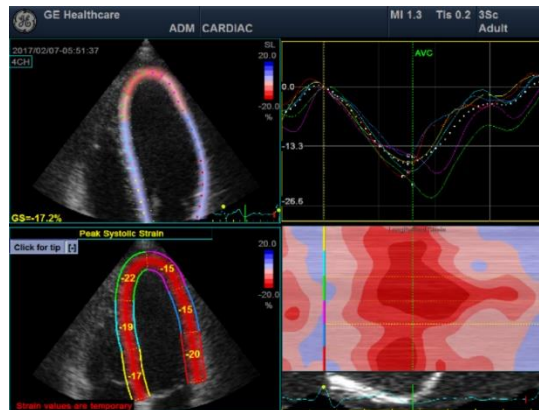 GE Healthcare
ADM CARDIAC
MI 1.3 TIs 0.2 3Sc
Adult
2017/02/07-05:51:37
4CH
SL
20.0
-20.0
%
GS=-17.2%
AVC
0.0
-13.3
-26.6
Peak Systolic Strain
Click for tip [-]
-22
-15
-19
-15
-17
-20
20.0
-20.0
%
Strain values are temporary